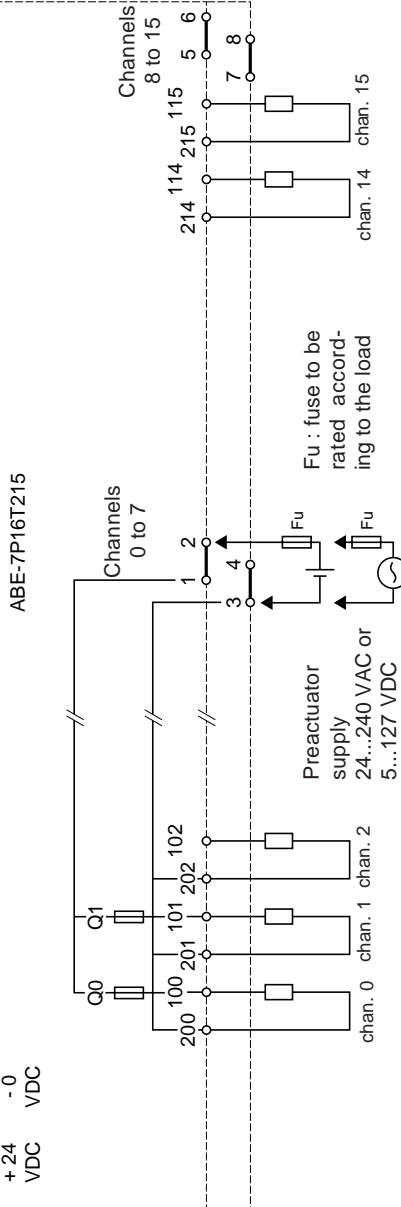 + 24
VDC
- 0
VDC
ABE-7P16T215
Q0
Q1
Channels
0 to 7
Channels
8 to 15
200
100
201
101
202
102
1
2
3
4
214
114
215
115
5
6
7
8
chan. 0
chan. 1
chan. 2
chan. 14
chan. 15
Fu
Fu
Preactuator
supply
24...240 VAC or
5...127 VDC
Fu : fuse to be
rated accord-
ing to the load